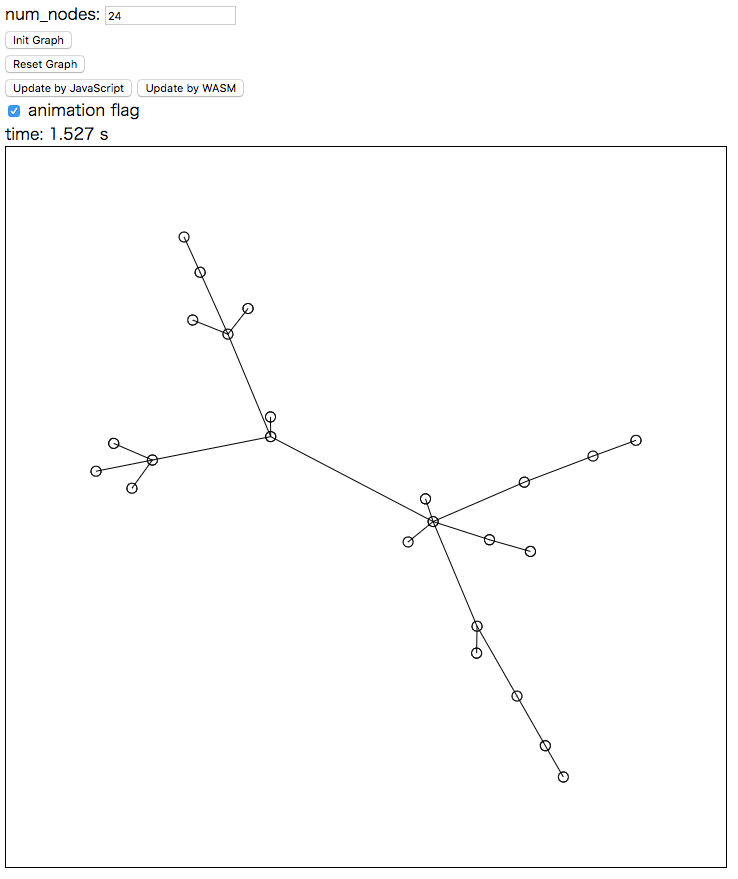 num_nodes: 24
Init Graph
Reset Graph
Update by JavaScript Update by WASM
animation flag
time: 1.527 s